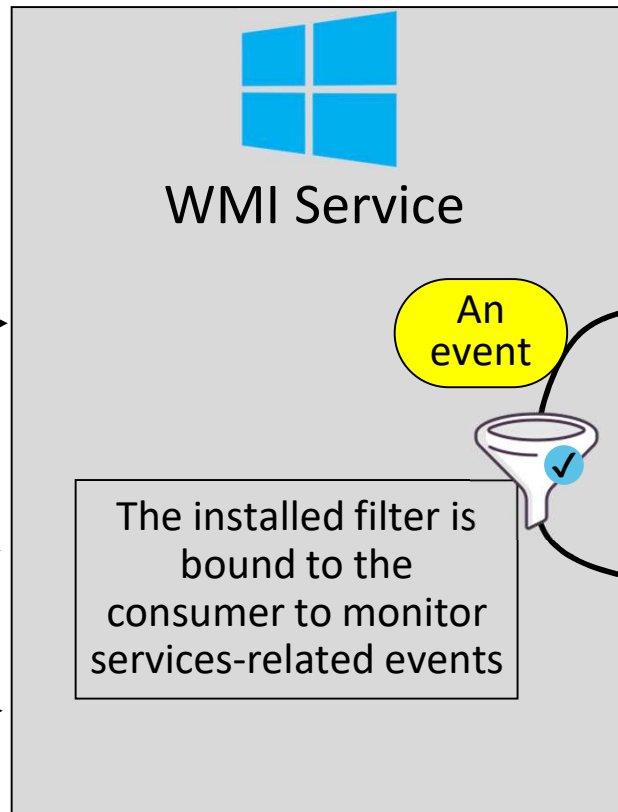 WMI Service
An
event
The installed filter is
bound to the
consumer to monitor
services-related events